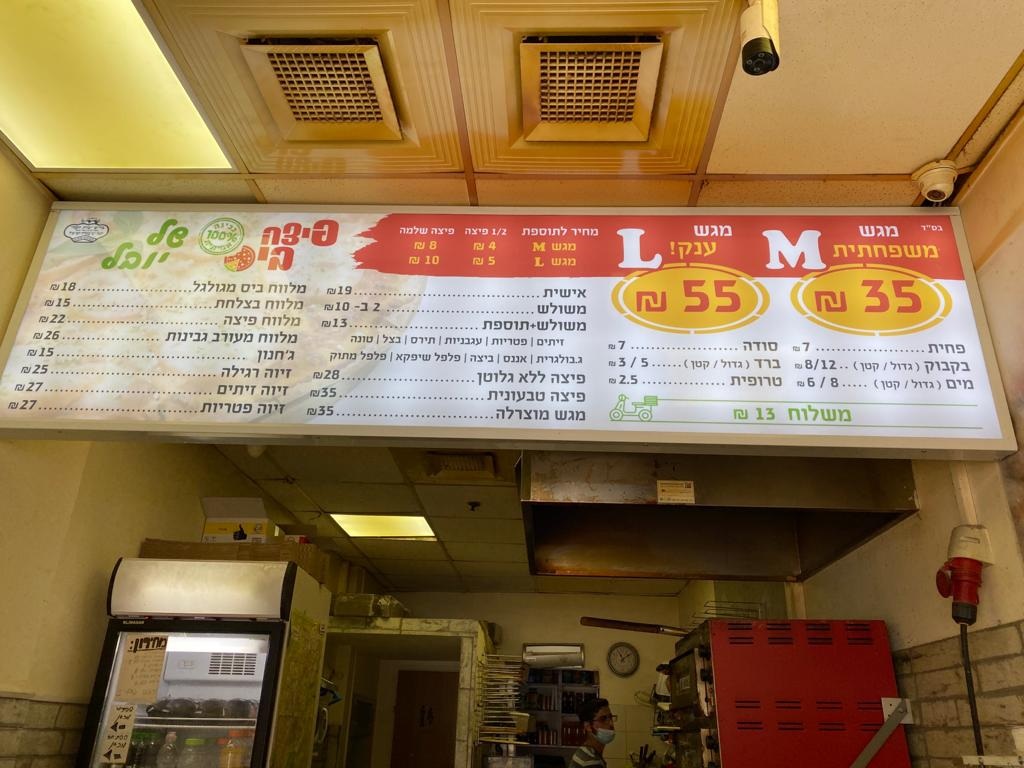 בס"ד
מגש
משפחתית M
35 ₪
מגש
ענק! L
55 ₪
מחיר לתוספת 1/2 פיצה פיצה שלמה
מגש M 4 ₪ 8 ₪
מגש L 5 ₪ 10 ₪
פיצה בי
גבינה 100%
של יובל
פחית ........ 7 ₪
בקבוק ( גדול / קטן ) .. 8/12 ₪
מים ( גדול / קטן ) ...... 6 / 8 ₪
סודה ........ 7 ₪
ברד ( גדול / קטן ) ...... 3 / 5 ₪
טרופית ........ 2.5 ₪
משלוח 13 ₪
אישית ........ 19 ₪
משולש ........ 2 ב- 10 ₪
משולש+תוספת ........ 13 ₪
זיתים | פטריות | עגבניות | תירס | בצל | טונה
ג.בולגרית | אננס | ביצה | פלפל שיפקא | פלפל מתוק
פיצה ללא גלוטן ........ 28 ₪
פיצה טבעונית ........ 35 ₪
מגש מוצרלה ........ 35 ₪
מלווח ביס מגולגל ........ 18 ₪
מלווח בצלחת ........ 15 ₪
מלווח פיצה ........ 22 ₪
מלווח מעורב גבינות ........ 26 ₪
ג'חנון ........ 15 ₪
זיוה רגילה ........ 25 ₪
זיוה זיתים ........ 27 ₪
זיוה פטריות ........ 27 ₪
מחירון: